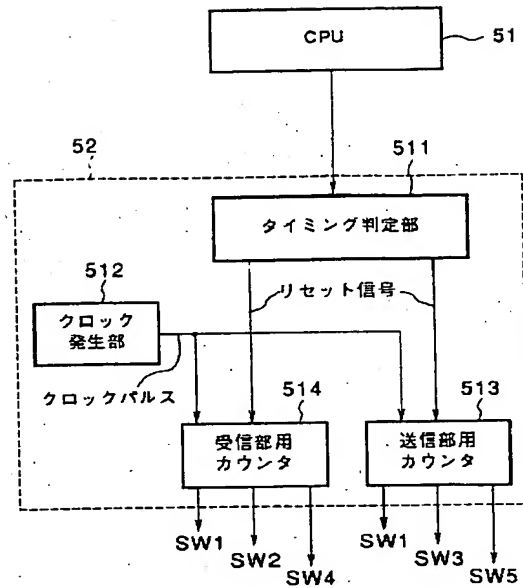 CPU
51
52
511
タイミング判定部
512
リセット信号
クロック
発生部
クロックパルス
514
513
受信部用
カウンタ
送信部用
カウンタ
SW1
SW2
SW4
SW1
SW3
SW5